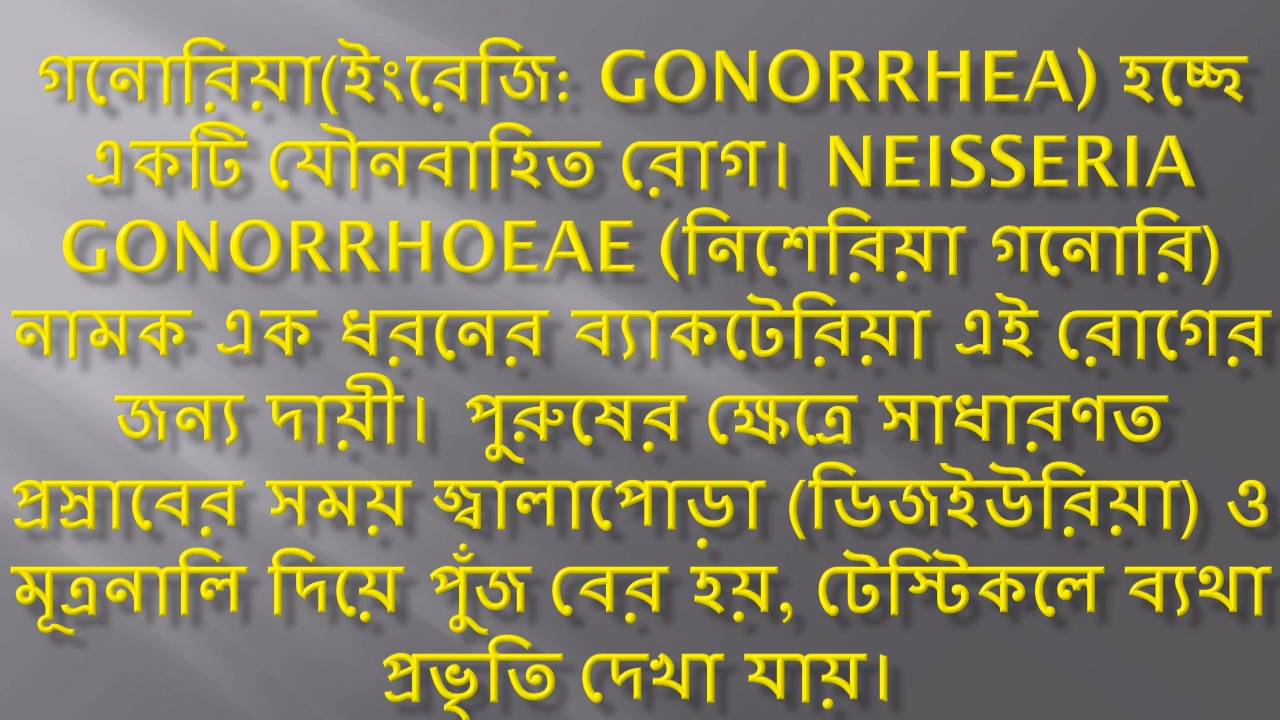 গনোরিয়া(ইংরেজি: GONORRHEA) হচ্ছে
একটি যৌনবাহিত রোগ। NEISSERIA
GONORRHOEAE (নিশেরিয়া গনোরি)
নামক এক ধরনের ব্যাকটেরিয়া এই রোগের
জন্য দায়ী। পুরুষের ক্ষেত্রে সাধারণত
প্রস্রাবের সময় জ্বালাপোড়া (ডিজইউরিয়া) ও
মূত্রনালি দিয়ে পুঁজ বের হয়, টেস্টিকলে ব্যথা
প্রভৃতি দেখা যায়।